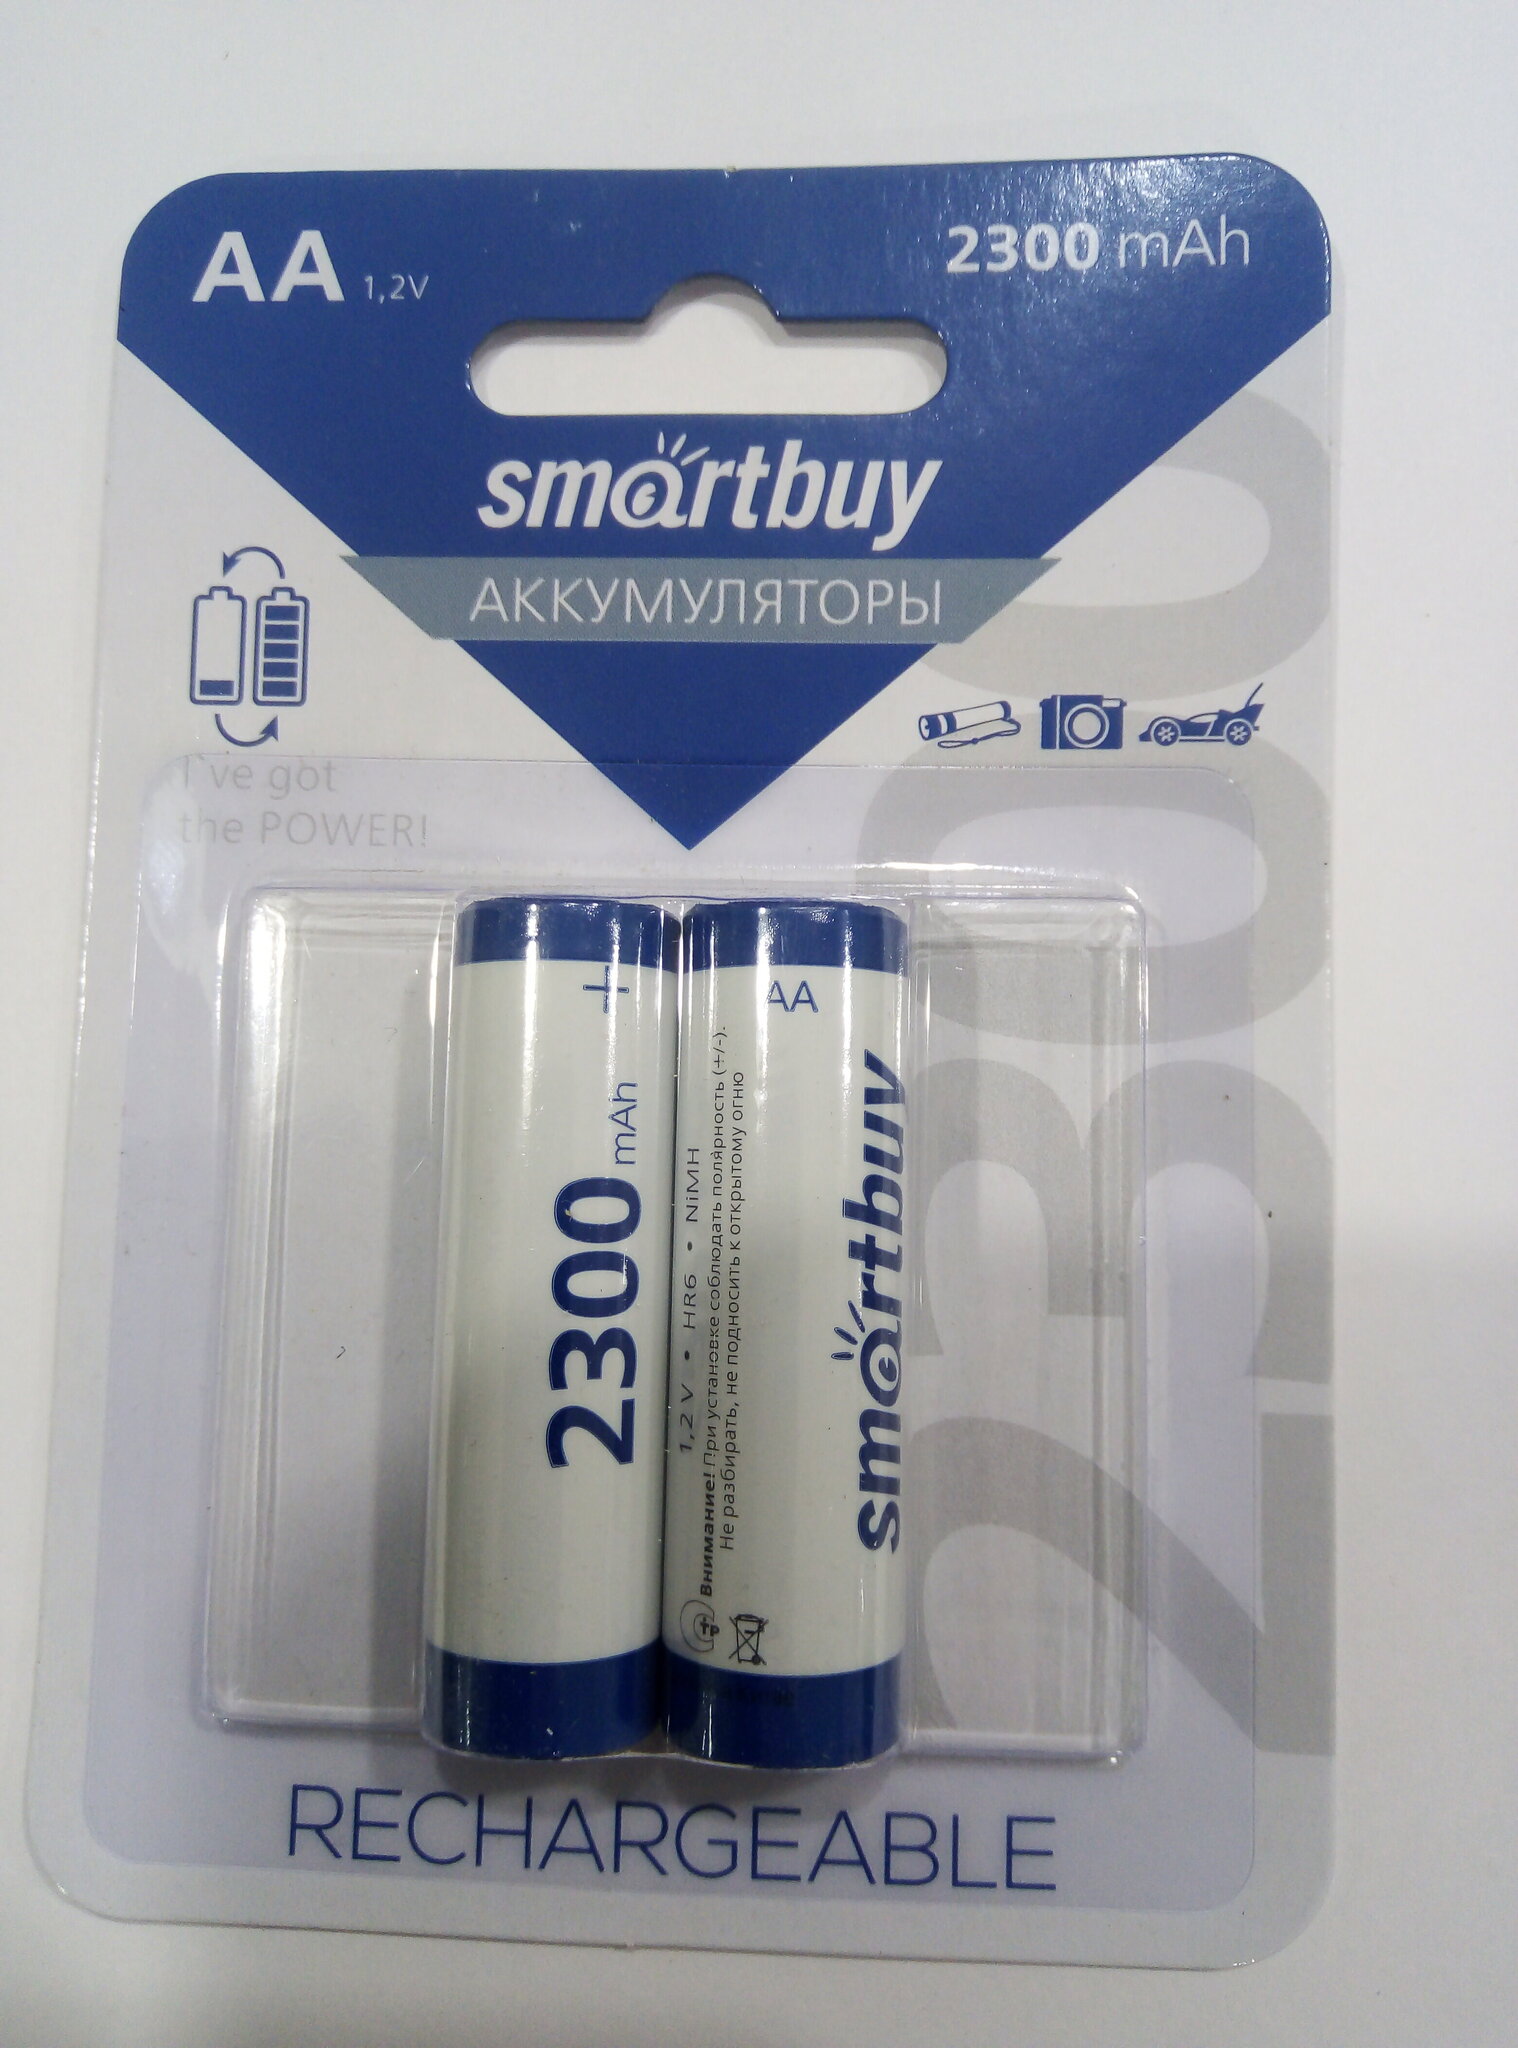 AA 1,2V
2300 mAh
smartbuy
АККУМУЛЯТОРЫ
I've got
the POWER!
2300
+
2300 mAh
AA
1,2V • HR6 • NiMH
Внимание! При установке соблюдать полярность (+/-).
Не разбирать, не подносить к открытому огню
smartbuy
RECHARGEABLE